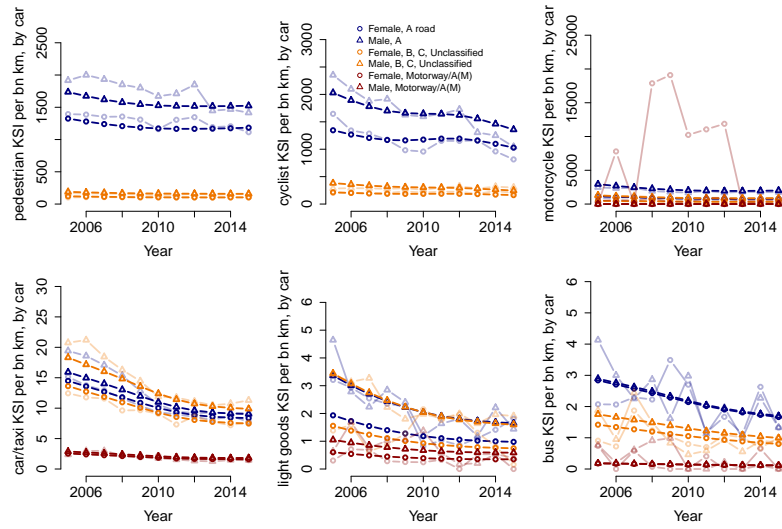 pedestrian KSI per bn km, by car
0
500
1500
2500
2006
2010
2014
Year
cyclist KSI per bn km, by car
0
1000
2000
3000
2006
2010
2014
Year
Female, A road
Male, A
Female, B, C, Unclassified
Male, B, C, Unclassified
Female, Motorway/A(M)
Male, Motorway/A(M)
motorcycle KSI per bn km, by car
0
5000
15000
25000
2006
2010
2014
Year
car/taxi KSI per bn km, by car
0
5
10
15
20
25
30
2006
2010
2014
Year
light goods KSI per bn km, by car
0
1
2
3
4
5
6
2006
2010
2014
Year
bus KSI per bn km, by car
0
1
2
3
4
5
6
2006
2010
2014
Year